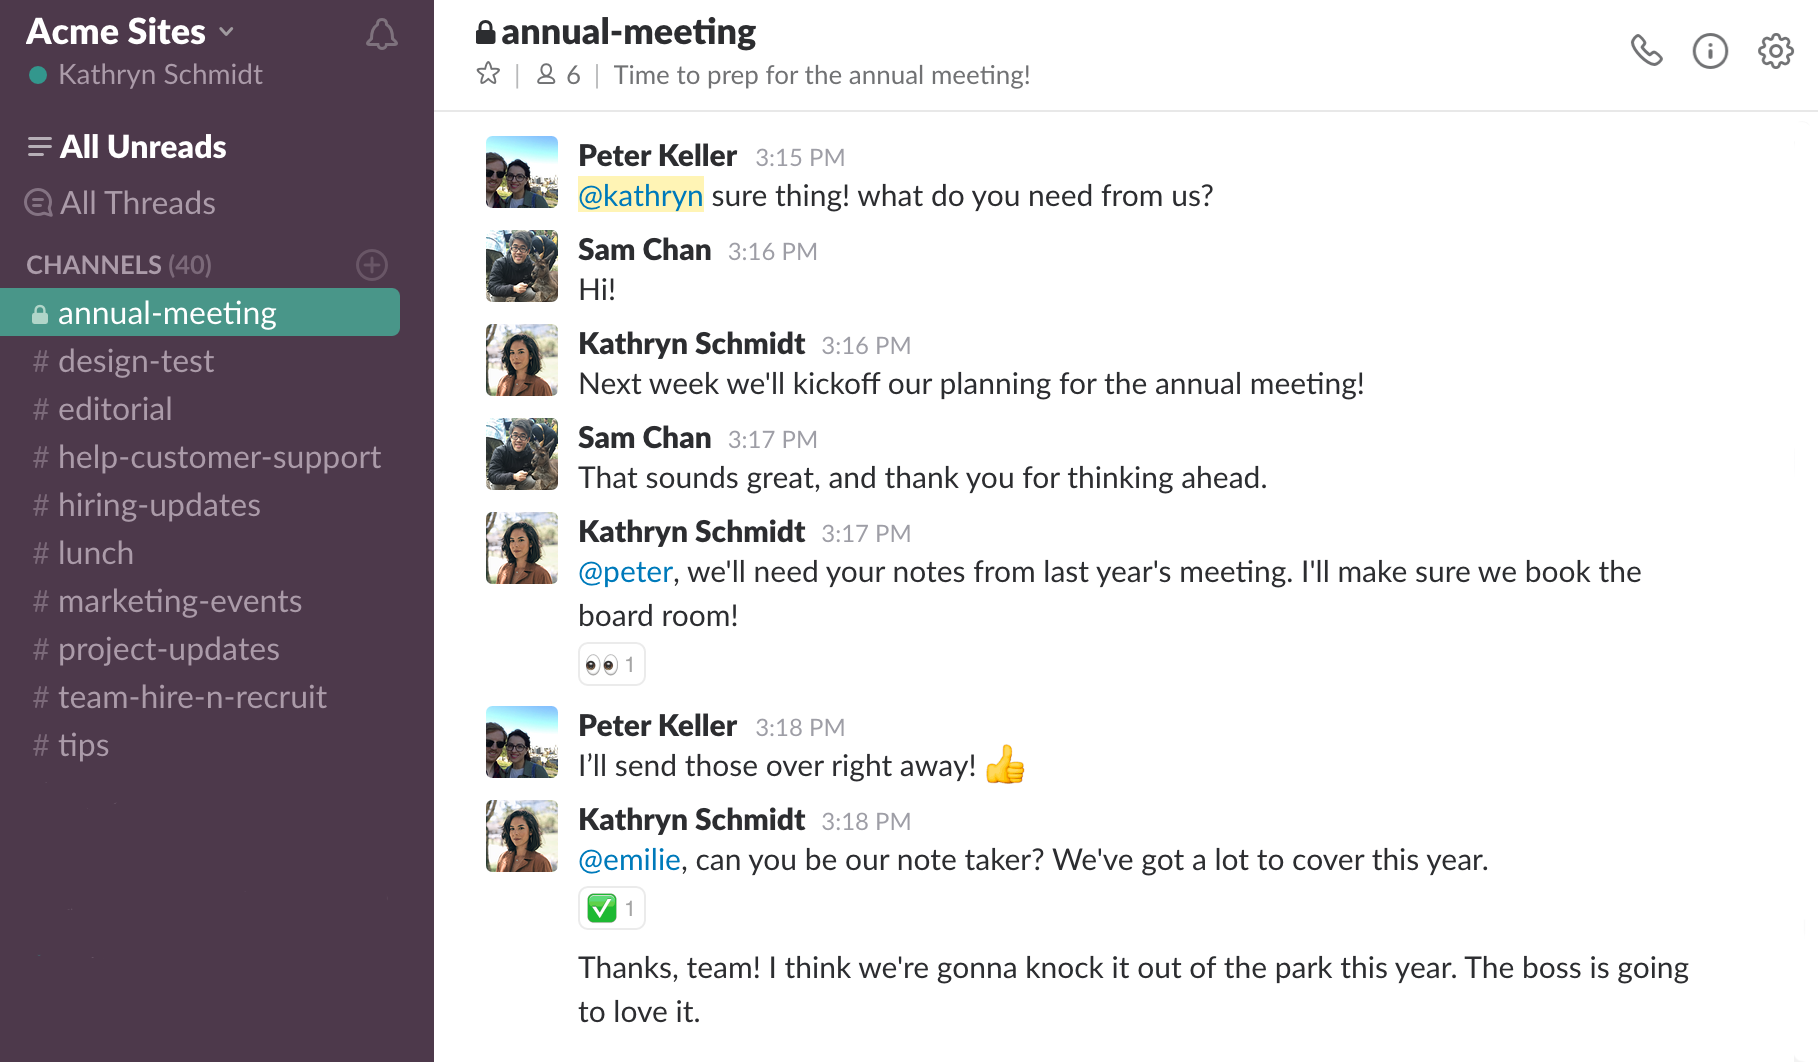 Acme Sites
Kathryn Schmidt
All Unreads
All Threads
CHANNELS (40)
annual-meeting
# design-test
# editorial
# help-customer-support
# hiring-updates
# lunch
# marketing-events
# project-updates
# team-hire-n-recruit
# tips
annual-meeting
6 | Time to prep for the annual meeting!
Peter Keller 3:15 PM
@kathryn sure thing! what do you need from us?
Sam Chan 3:16 PM
Hi!
Kathryn Schmidt 3:16 PM
Next week we'll kickoff our planning for the annual meeting!
Sam Chan 3:17 PM
That sounds great, and thank you for thinking ahead.
Kathryn Schmidt 3:17 PM
@peter, we'll need your notes from last year's meeting. I'll make sure we book the
board room!
👀 1
Peter Keller 3:18 PM
I’ll send those over right away! 👍
Kathryn Schmidt 3:18 PM
@emilie, can you be our note taker? We've got a lot to cover this year.
✅ 1
Thanks, team! I think we're gonna knock it out of the park this year. The boss is going
to love it.